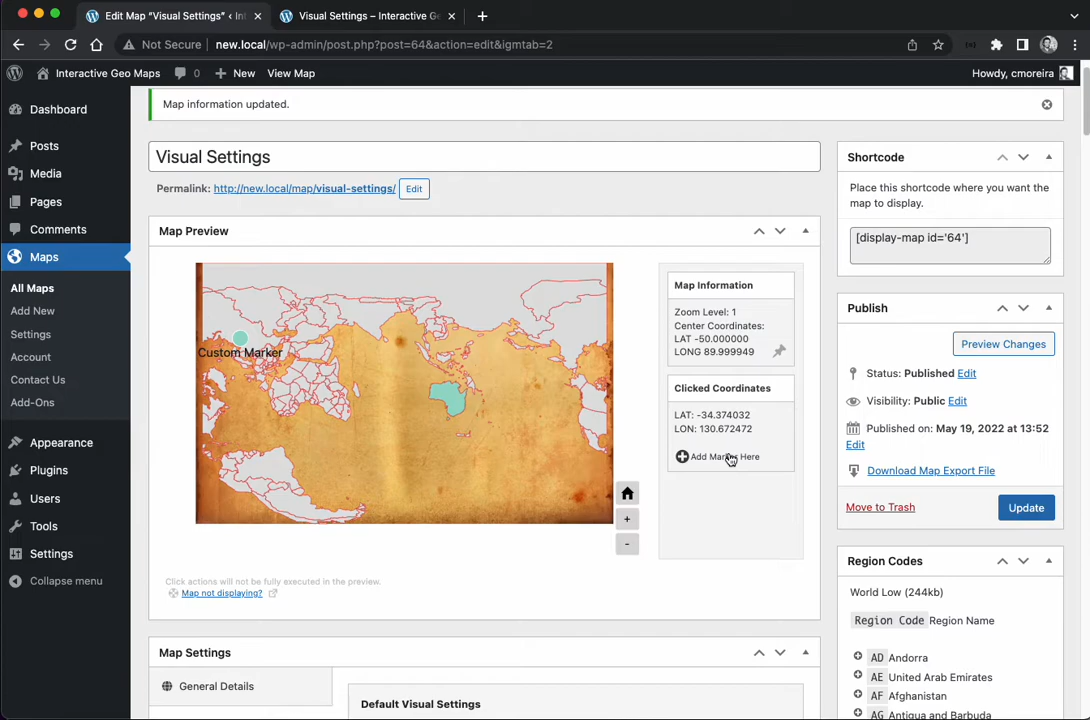 Edit Map “Visual Settings” ‹ Int
Visual Settings – Interactive Ge
Not Secure
new.local/wp-admin/post.php?post=64&action=edit&igmtab=2
Interactive Geo Maps
0
New
View Map
Howdy, cmoreira
Dashboard
Posts
Media
Pages
Comments
Maps
All Maps
Add New
Settings
Account
Contact Us
Add-Ons
Appearance
Plugins
Users
Tools
Settings
Collapse menu
Map information updated.
Visual Settings
Permalink: http://new.local/map/visual-settings/ Edit
Map Preview
Custom Marker
+
-
Map Information
Zoom Level: 1
Center Coordinates:
LAT -50.000000
LONG 89.999949
Clicked Coordinates
LAT: -34.374032
LON: 130.672472
Add Marker Here
Click actions will not be fully executed in the preview.
Map not displaying?
Map Settings
General Details
Default Visual Settings
Shortcode
Place this shortcode where you want the
map to display.
[display-map id='64']
Publish
Preview Changes
Status: Published Edit
Visibility: Public Edit
Published on: May 19, 2022 at 13:52
Edit
Download Map Export File
Move to Trash
Update
Region Codes
World Low (244kb)
Region Code Region Name
AD Andorra
AE United Arab Emirates
AF Afghanistan
AG Antigua and Barbuda